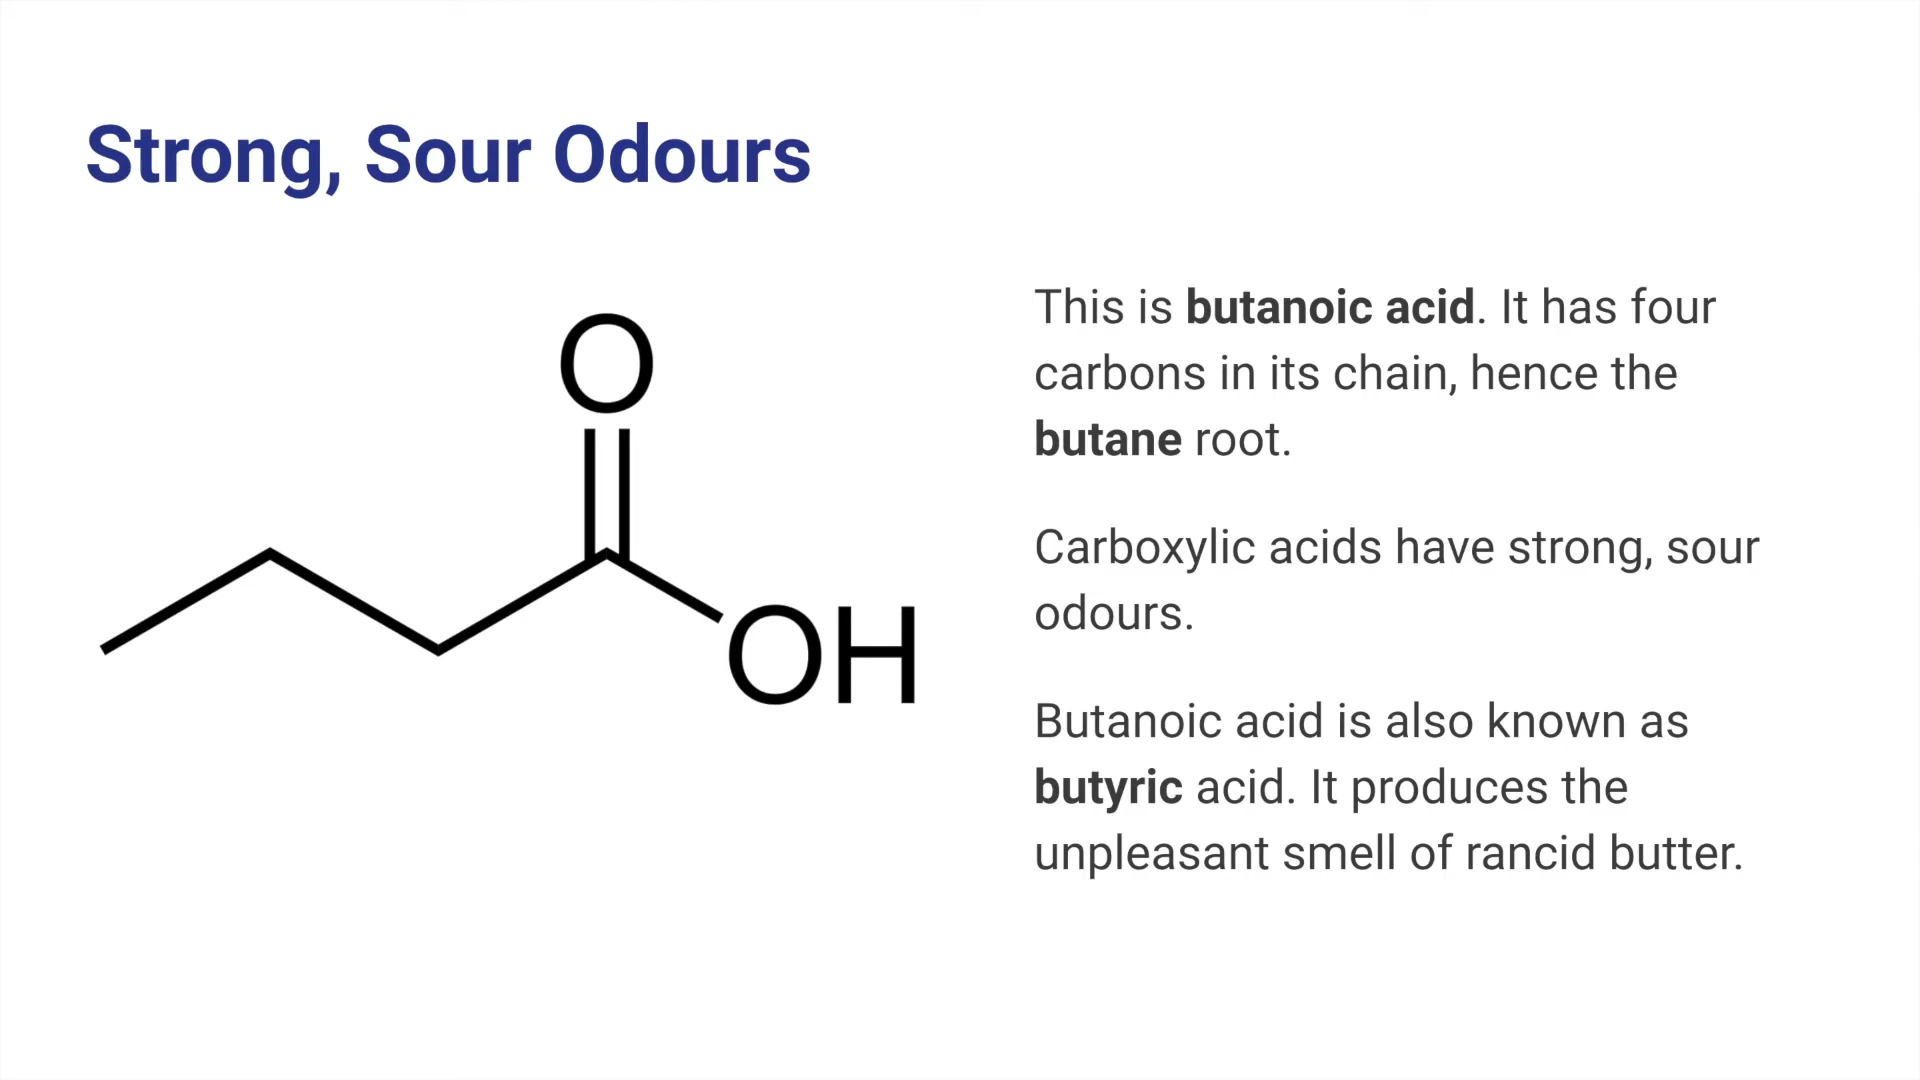 Strong, Sour Odours
O
OH
This is butanoic acid. It has four
carbons in its chain, hence the
butane root.
Carboxylic acids have strong, sour
odours.
Butanoic acid is also known as
butyric acid. It produces the
unpleasant smell of rancid butter.